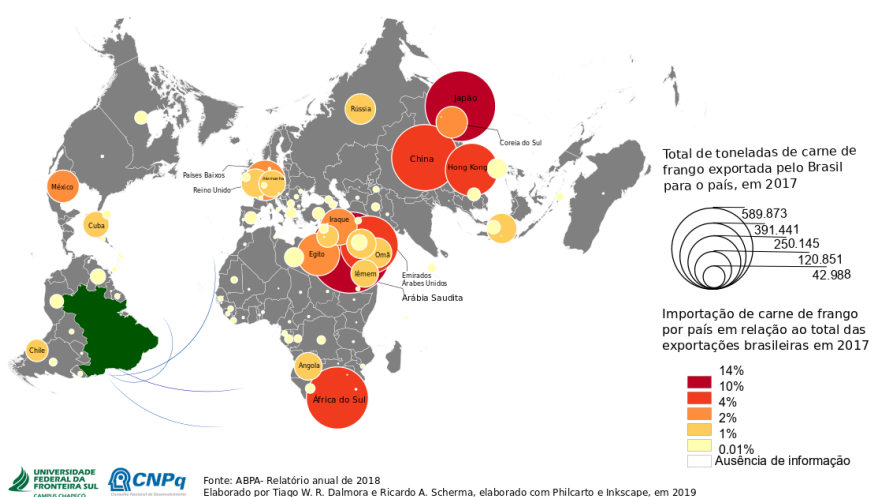 Japão
Rússia
Coreia do Sul
China
Hong Kong
Países Baixos
Alemanha
Reino Unido
México
Cuba
Iraque
Egito
Omã
Iêmem
Emirados
Árabes Unidos
Arábia Saudita
Chile
Angola
África do Sul
Total de toneladas de carne de
frango exportada pelo Brasil
para o país, em 2017
589.873
391.441
250.145
120.851
42.988
Importação de carne de frango
por país em relação ao total das
exportações brasileiras em 2017
14%
10%
4%
2%
1%
0.01%
Ausência de informação
UNIVERSIDADE
FEDERAL DA
FRONTEIRA SUL
CAMPUS CHAPECÓ
CNPq
Fonte: ABPA- Relatório anual de 2018
Elaborado por Tiago W. R. Dalmora e Ricardo A. Scherma, elaborado com Philcarto e Inkscape, em 2019